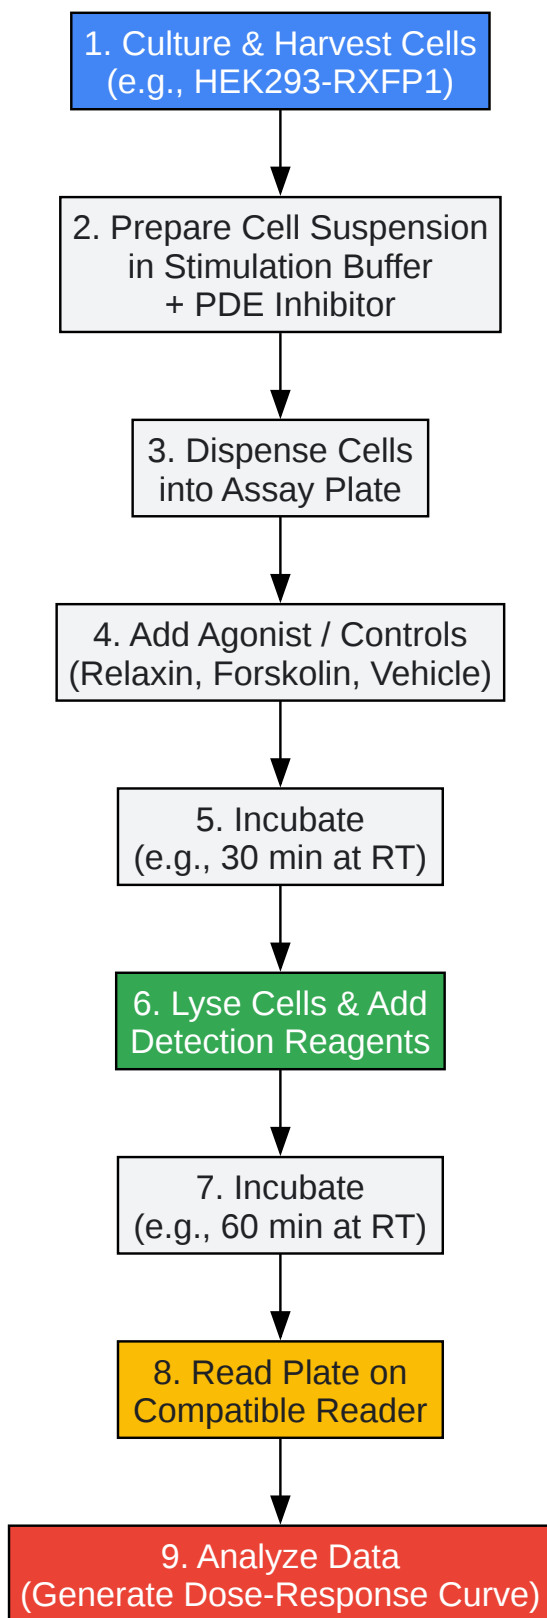 1. Culture & Harvest Cells
(e.g., HEK293-RXFP1)
2. Prepare Cell Suspension
in Stimulation Buffer
+ PDE Inhibitor
3. Dispense Cells
into Assay Plate
4. Add Agonist / Controls
(Relaxin, Forskolin, Vehicle)
5. Incubate
(e.g., 30 min at RT)
6. Lyse Cells & Add
Detection Reagents
7. Incubate
(e.g., 60 min at RT)
8. Read Plate on
Compatible Reader
9. Analyze Data
(Generate Dose-Response Curve)